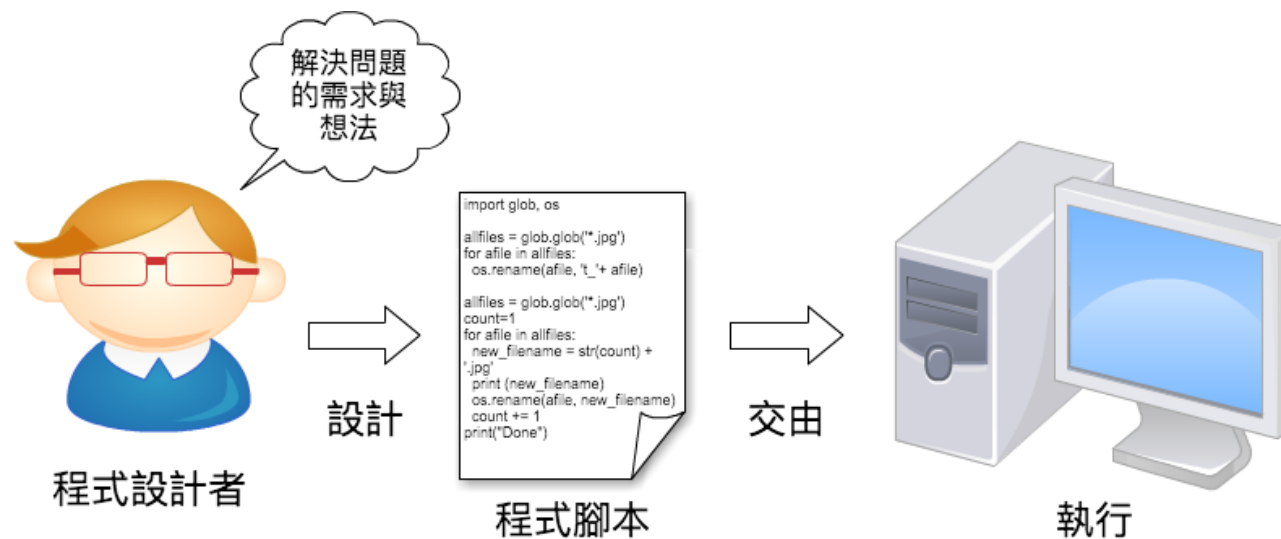 解決問題
的需求與
想法
import glob, os
allfiles = glob.glob('*.jpg')
for afile in allfiles:
  os.rename(afile, 't_'+ afile)
allfiles = glob.glob('*.jpg')
count=1
for afile in allfiles:
  new_filename = str(count) +
'.jpg'
  print (new_filename)
  os.rename(afile, new_filename)
  count += 1
print("Done")
設計
交由
程式設計者
程式腳本
執行